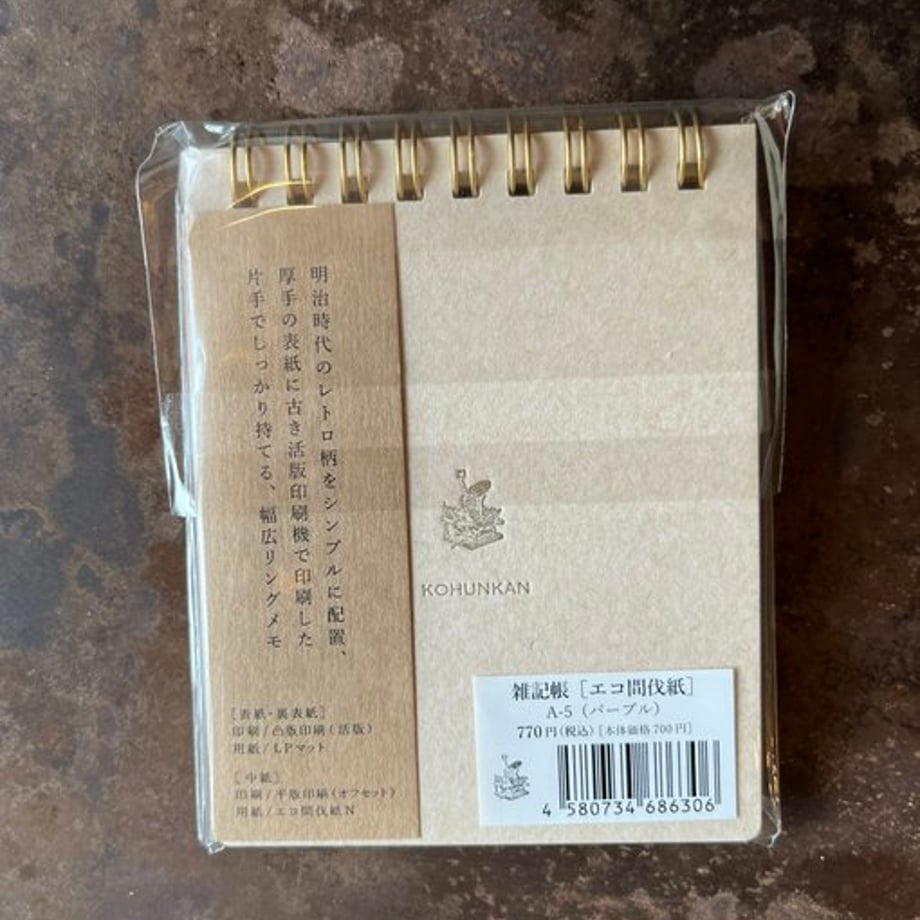 明治時代のレトロ柄をシンプルに配置、
厚手の表紙に古き活版印刷機で印刷した
片手でしっかり持てる、幅広リングメモ
［表紙・裏表紙］
印刷/凸版印刷(活版)
用紙/LPマット
［中紙］
印刷/平版印刷(オフセット)
用紙/エコ間伐紙N
KOHUNKAN
雑記帳［エコ間伐紙］
A-5（パープル）
770円(税込)［本体価格700円］
4 580734 686306